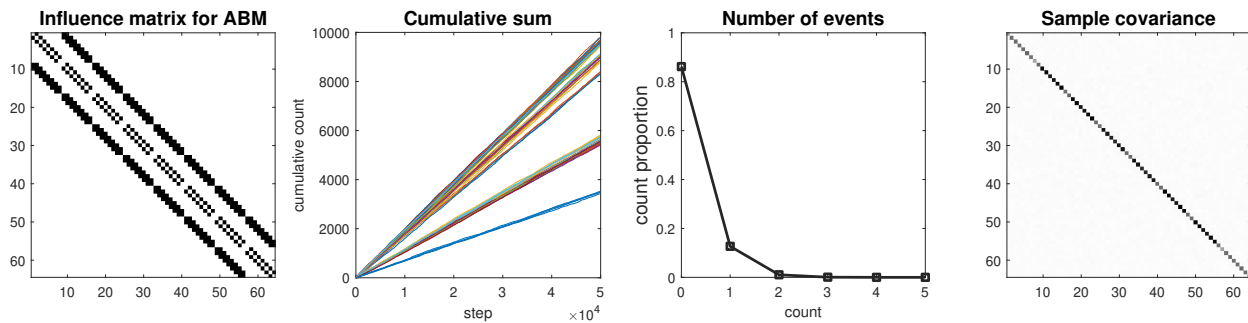 Influence matrix for ABM
10
20
30
40
50
60
10 20 30 40 50 60
Cumulative sum
cumulative count
10000
8000
6000
4000
2000
0
0 1 2 3 4 5
step
×10⁴
Number of events
count proportion
1
0.8
0.6
0.4
0.2
0
0 1 2 3 4 5
count
Sample covariance
10
20
30
40
50
60
10 20 30 40 50 60